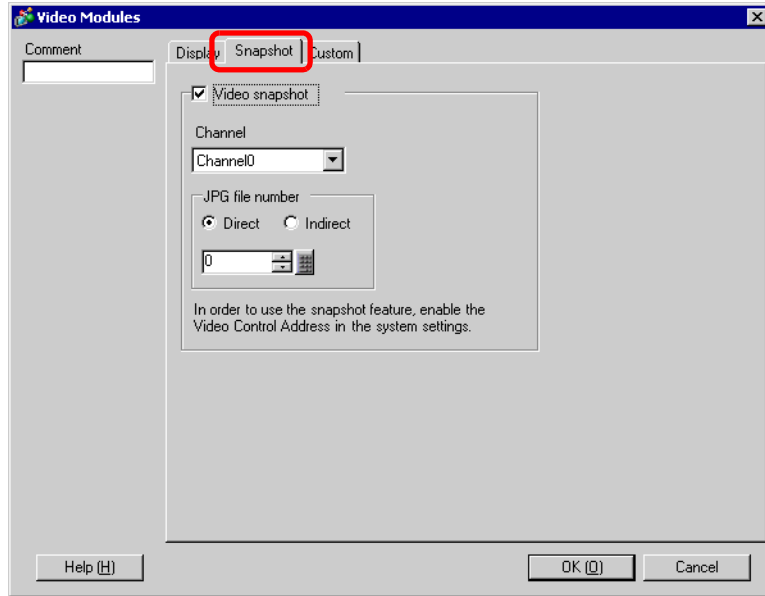 Video Modules
Comment
Display Snapshot Custom
Video snapshot
Channel
Channel0
JPG file number
Direct Indirect
0
In order to use the snapshot feature, enable the
Video Control Address in the system settings.
Help (H) OK (O) Cancel